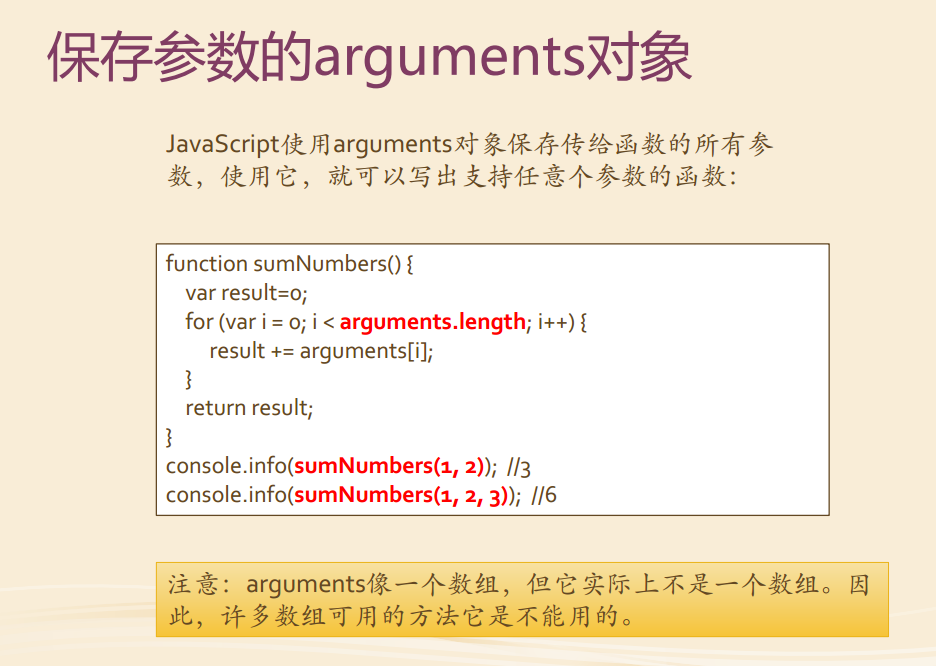 保存参数的arguments对象
JavaScript使用arguments对象保存传给函数的所有参
数，使用它，就可以写出支持任意个参数的函数：
function sumNumbers() {
var result=0;
for (var i = 0; i < arguments.length; i++) {
result += arguments[i];
}
return result;
}
console.info(sumNumbers(1, 2)); //3
console.info(sumNumbers(1, 2, 3)); //6
注意：arguments像一个数组，但它实际上不是一个数组。因
此，许多数组可用的方法它是不能用的。